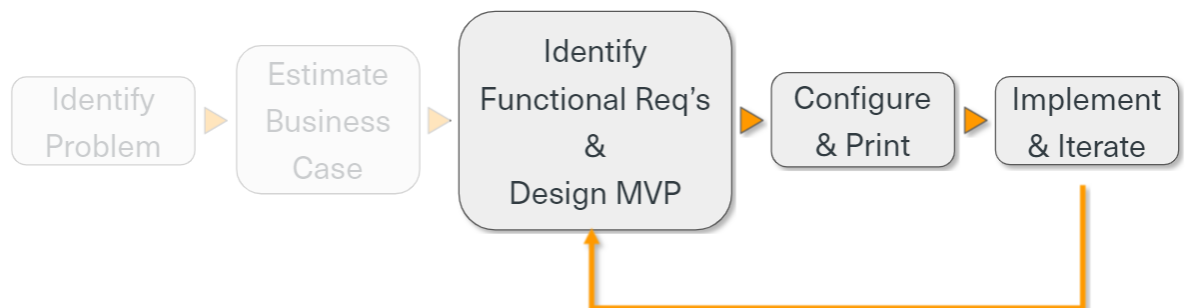 Identify
Problem
Estimate
Business
Case
Identify
Functional Req's
&
Design MVP
Configure
& Print
Implement
& Iterate